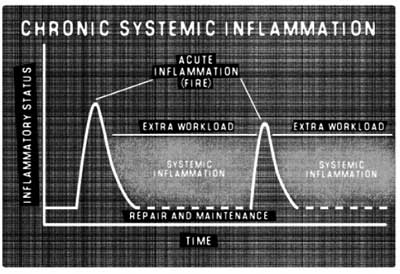 CHRONIC SYSTEMIC INFLAMMATION
ACUTE
INFLAMMATION
(FIRE)
INFLAMMATORY STATUS
EXTRA WORKLOAD
EXTRA WORKLOAD
SYSTEMIC
INFLAMMATION
SYSTEMIC
INFLAMMATION
REPAIR AND MAINTENANCE
TIME